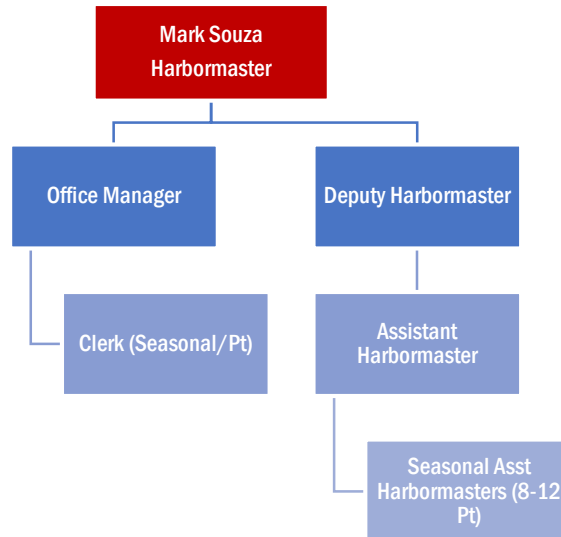 Mark Souza
Harbormaster
Office Manager
Deputy Harbormaster
Clerk (Seasonal/Pt)
Assistant
Harbormaster
Seasonal Asst
Harbormasters (8-12
Pt)